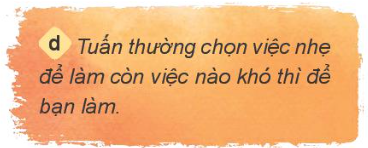 d Tuấn thường chọn việc nhẹ
để làm còn việc nào khó thì để
bạn làm.